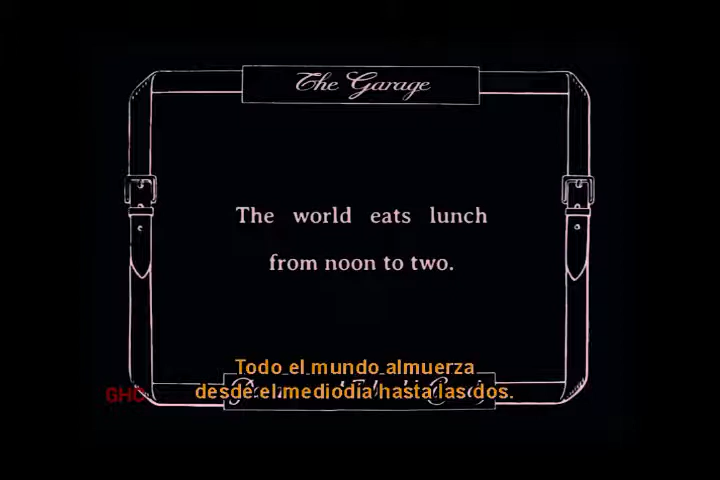 The Garage
The world eats lunch
from noon to two.
Todo el mundo almuerza
desde el mediodía hasta las dos.
GHC